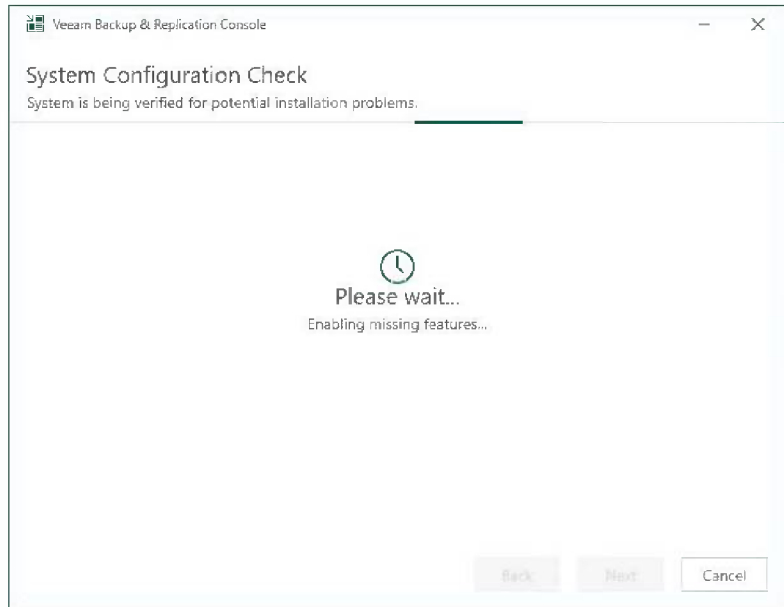 Veeam Backup & Replication Console
System Configuration Check
System is being verified for potential installation problems.
Please wait...
Enabling missing features...
Back Next Cancel